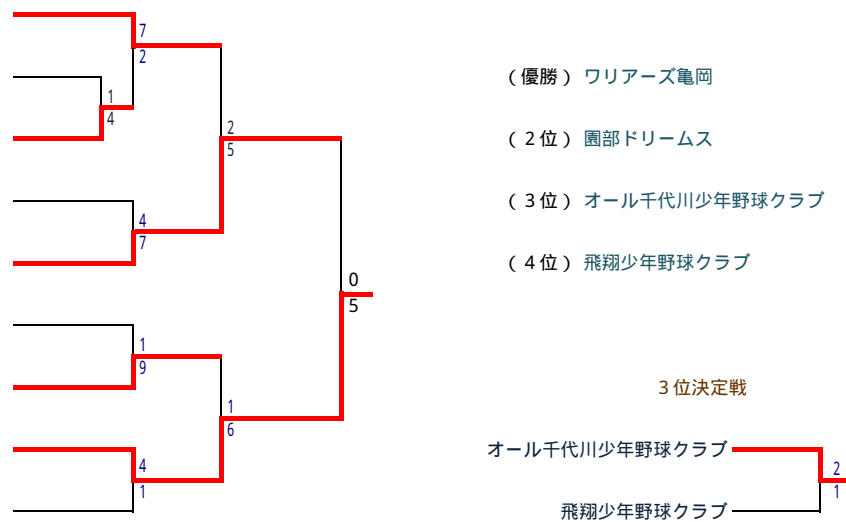 7
2
1
4
2
5
4
7
0
5
1
9
1
6
4
1
（優勝）ワリアーズ亀岡
（２位）園部ドリームス
（３位）オール千代川少年野球クラブ
（４位）飛翔少年野球クラブ
３位決定戦
オール千代川少年野球クラブ
2
1
飛翔少年野球クラブ